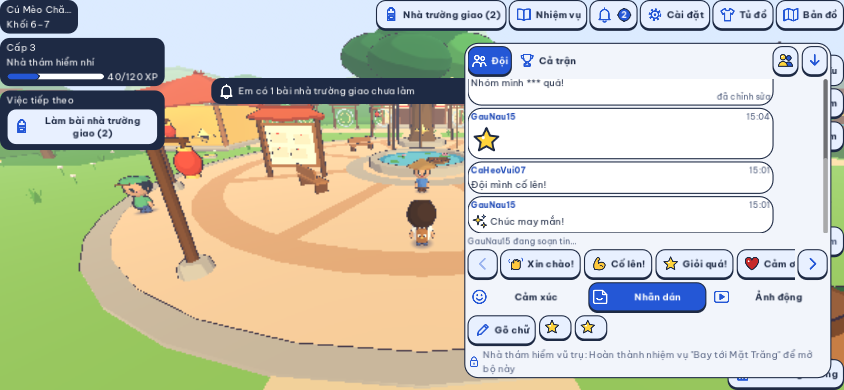 Cú Mèo Chă...
Khối 6–7
Nhà trường giao (2)
Nhiệm vụ
2
Cài đặt
Tủ đồ
Bản đồ
Cấp 3
Nhà thám hiểm nhí
40/120 XP
Việc tiếp theo
Làm bài nhà trường
giao (2)
Em có 1 bài nhà trường giao chưa làm
Đội
Cả trận
Nhóm mình *** quá!
đã chỉnh sửa
GauNau15
15:04
CaHeoVui07
15:01
Đội mình cố lên!
GauNau15
15:01
Chúc may mắn!
GauNau15 đang soạn tin...
Xin chào!
Cố lên!
Giỏi quá!
Cảm ơ
Cảm xúc
Nhãn dán
Ảnh động
Gõ chữ
Nhà thám hiểm vũ trụ: Hoàn thành nhiệm vụ "Bay tới Mặt Trăng" để mở
bộ này